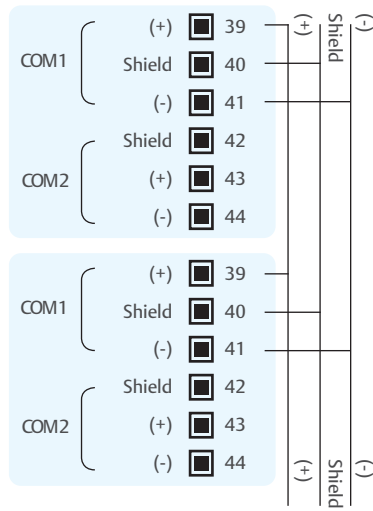 (+) 39
COM1 Shield 40
(-) 41
Shield 42
COM2 (+) 43
(-) 44
(+) Shield (-)
(+) 39
COM1 Shield 40
(-) 41
Shield 42
COM2 (+) 43
(-) 44
(+) Shield (-)